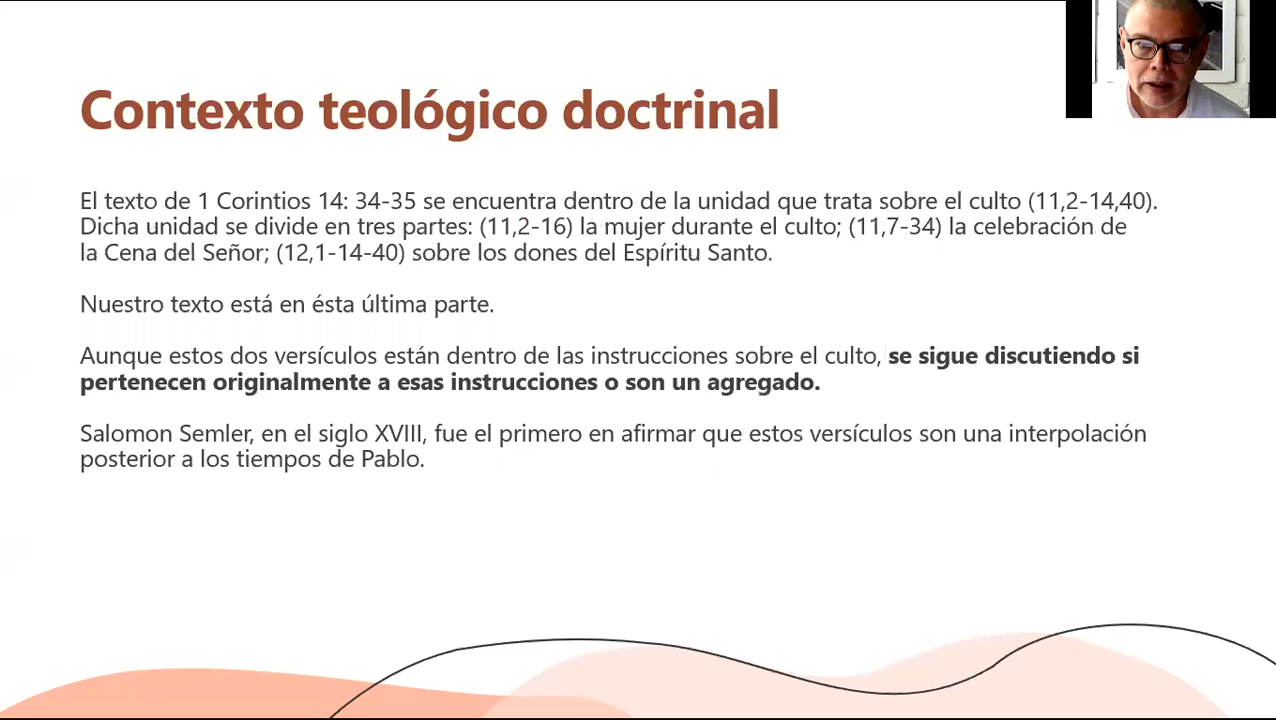 Contexto teológico doctrinal
El texto de 1 Corintios 14: 34-35 se encuentra dentro de la unidad que trata sobre el culto (11,2-14,40).
Dicha unidad se divide en tres partes: (11,2-16) la mujer durante el culto; (11,7-34) la celebración de
la Cena del Señor; (12,1-14-40) sobre los dones del Espíritu Santo.
Nuestro texto está en ésta última parte.
Aunque estos dos versículos están dentro de las instrucciones sobre el culto, se sigue discutiendo si
pertenecen originalmente a esas instrucciones o son un agregado.
Salomon Semler, en el siglo XVIII, fue el primero en afirmar que estos versículos son una interpolación
posterior a los tiempos de Pablo.